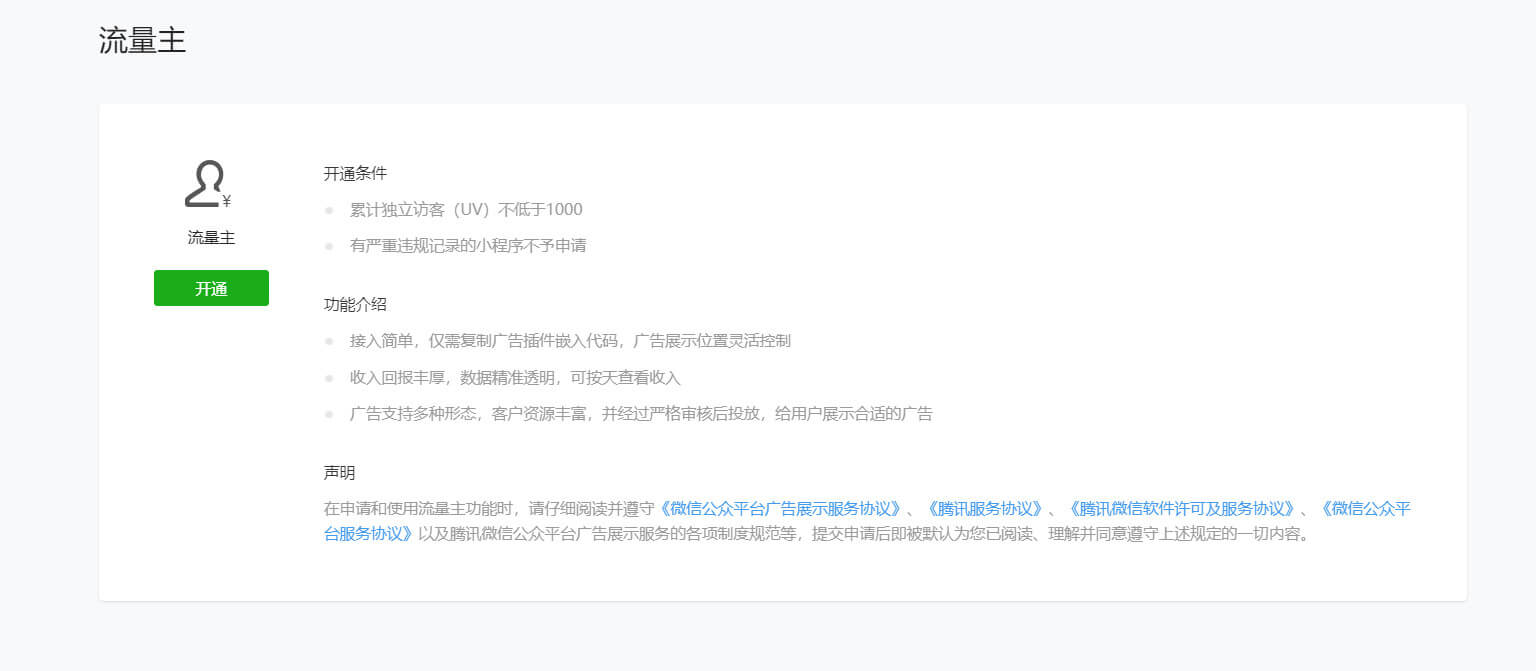 流量主
¥
流量主
开通
开通条件
累计独立访客（UV）不低于1000
有严重违规记录的小程序不予申请
功能介绍
接入简单，仅需复制广告插件嵌入代码，广告展示位置灵活控制
收入回报丰厚，数据精准透明，可按天查看收入
广告支持多种形态，客户资源丰富，并经过严格审核后投放，给用户展示合适的广告
声明
在申请和使用流量主功能时，请仔细阅读并遵守《微信公众平台广告展示服务协议》、《腾讯服务协议》、《腾讯微信软件许可及服务协议》、《微信公众平
台服务协议》以及腾讯微信公众平台广告展示服务的各项制度规范等，提交申请后即被默认为您已阅读、理解并同意遵守上述规定的一切内容。